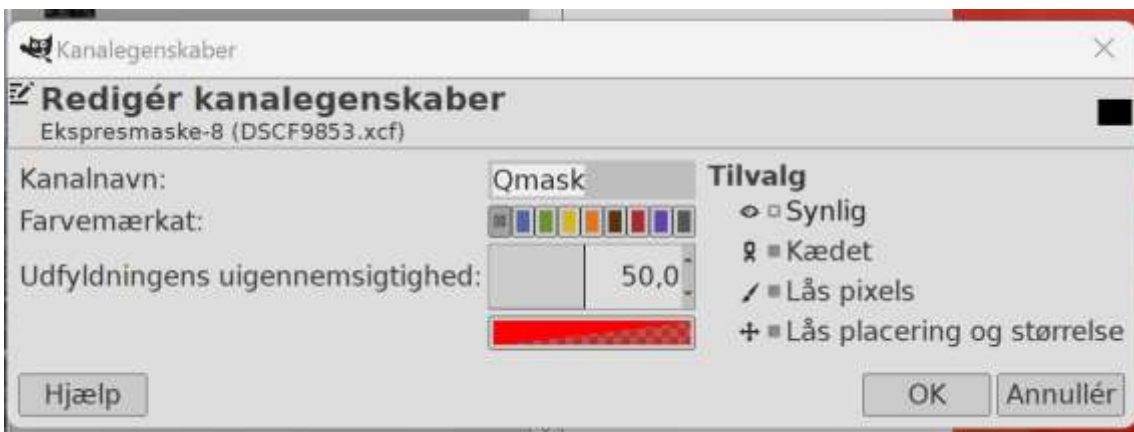 Kanalegenskaber
Redigér kanalegenskaber
Ekspresmaske-8 (DSCF9853.xcf)
Kanalnavn:
Qmask
Farvemærkat:
Udfyldningens uigennemsigtighed:
50,0
Tilvalg
Synlig
Kædet
Lås pixels
Lås placering og størrelse
Hjælp
OK
Annullér